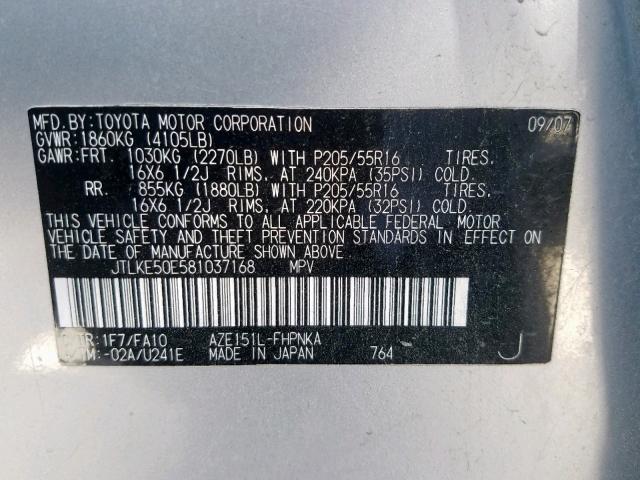 MFD.BY:TOYOTA MOTOR CORPORATION 09/07
GVWR:1860KG (4105LB)
GAWR:FRT. 1030KG (2270LB) WITH P205/55R16 TIRES.
16X6 1/2J RIMS. AT 240KPA (35PSI) COLD.
RR. 855KG (1880LB) WITH P205/55R16 TIRES.
16X6 1/2J RIMS. AT 220KPA (32PSI) COLD.
THIS VEHICLE CONFORMS TO ALL APPLICABLE FEDERAL MOTOR
VEHICLE SAFETY AND THEFT PREVENTION STANDARDS IN EFFECT ON
THE DATE OF MANUFACTURE SHOWN ABOVE.
JTLKE50E581037168 MPV
1F7/FA10 AZE151L-FHPNKA
-02A/U241E MADE IN JAPAN 764 J